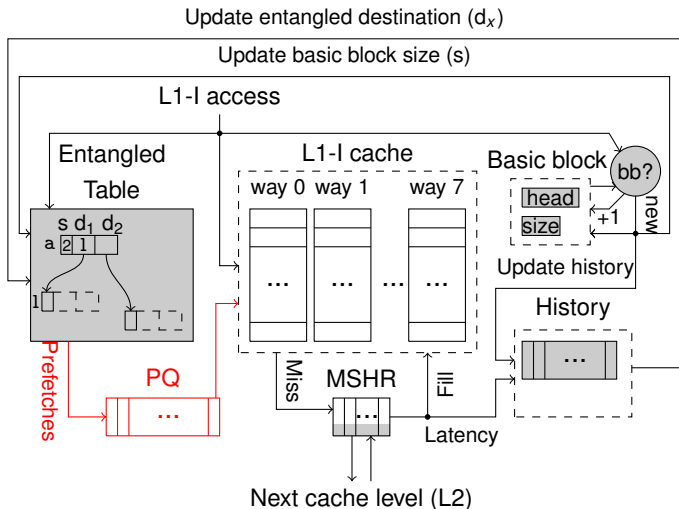 Update entangled destination (dₓ)
Update basic block size (s)
L1-I access
Entangled
Table
L1-I cache
way 0 way 1 way 7
Basic block
bb?
head
size
+1
new
s d₁ d₂
a 2 l
l
... ... ...
Update history
History
...
Prefetches
PQ
...
Miss
MSHR
...
Fill
Latency
Next cache level (L2)